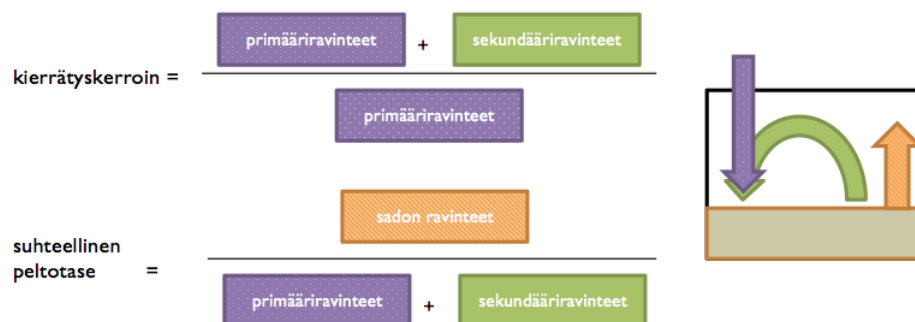 primääriravinteet + sekundääriravinteet
kierrätyskerroin =
primääriravinteet
sadon ravinteet
suhteellinen
peltotase =
primääriravinteet + sekundääriravinteet